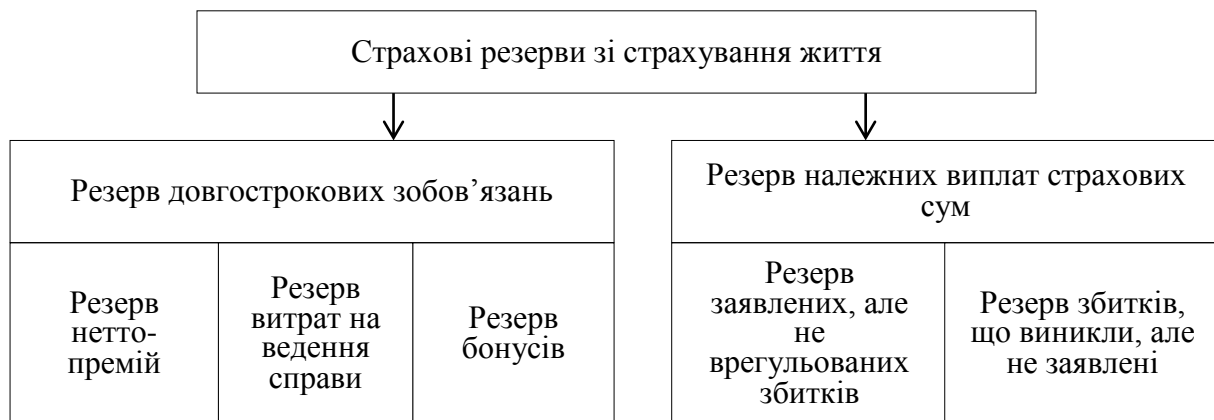 Страхові резерви зі страхування життя
Резерв довгострокових зобов’язань
Резерв належних виплат страхових
сум
Резерв
нетто-
премій
Резерв
витрат на
ведення
справи
Резерв
бонусів
Резерв
заявлених, але
не
врегульованих
збитків
Резерв збитків,
що виникли, але
не заявлені